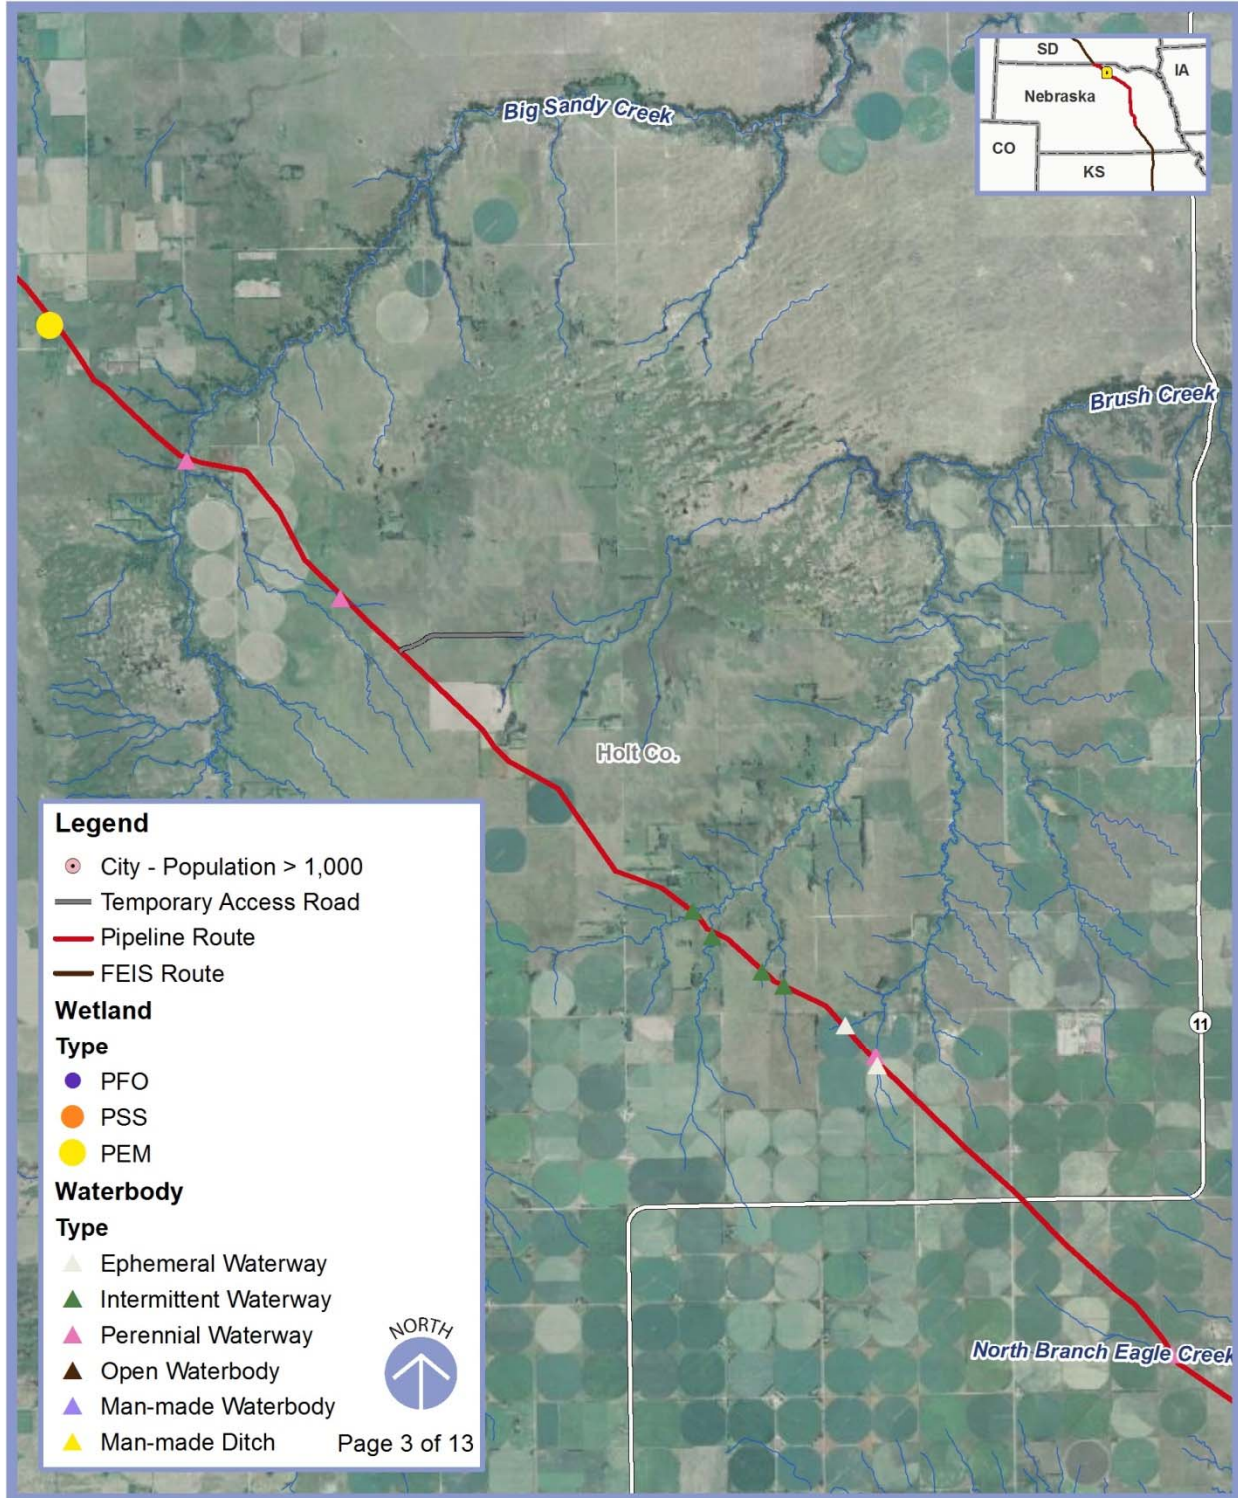 Big Sandy Creek
SD
IA
Nebraska
CO
KS
Brush Creek
Holt Co.
11
North Branch Eagle Creek
Legend
City - Population > 1,000
Temporary Access Road
Pipeline Route
FEIS Route
Wetland
Type
PFO
PSS
PEM
Waterbody
Type
Ephemeral Waterway
Intermittent Waterway
Perennial Waterway
Open Waterbody
Man-made Waterbody
Man-made Ditch
NORTH
Page 3 of 13